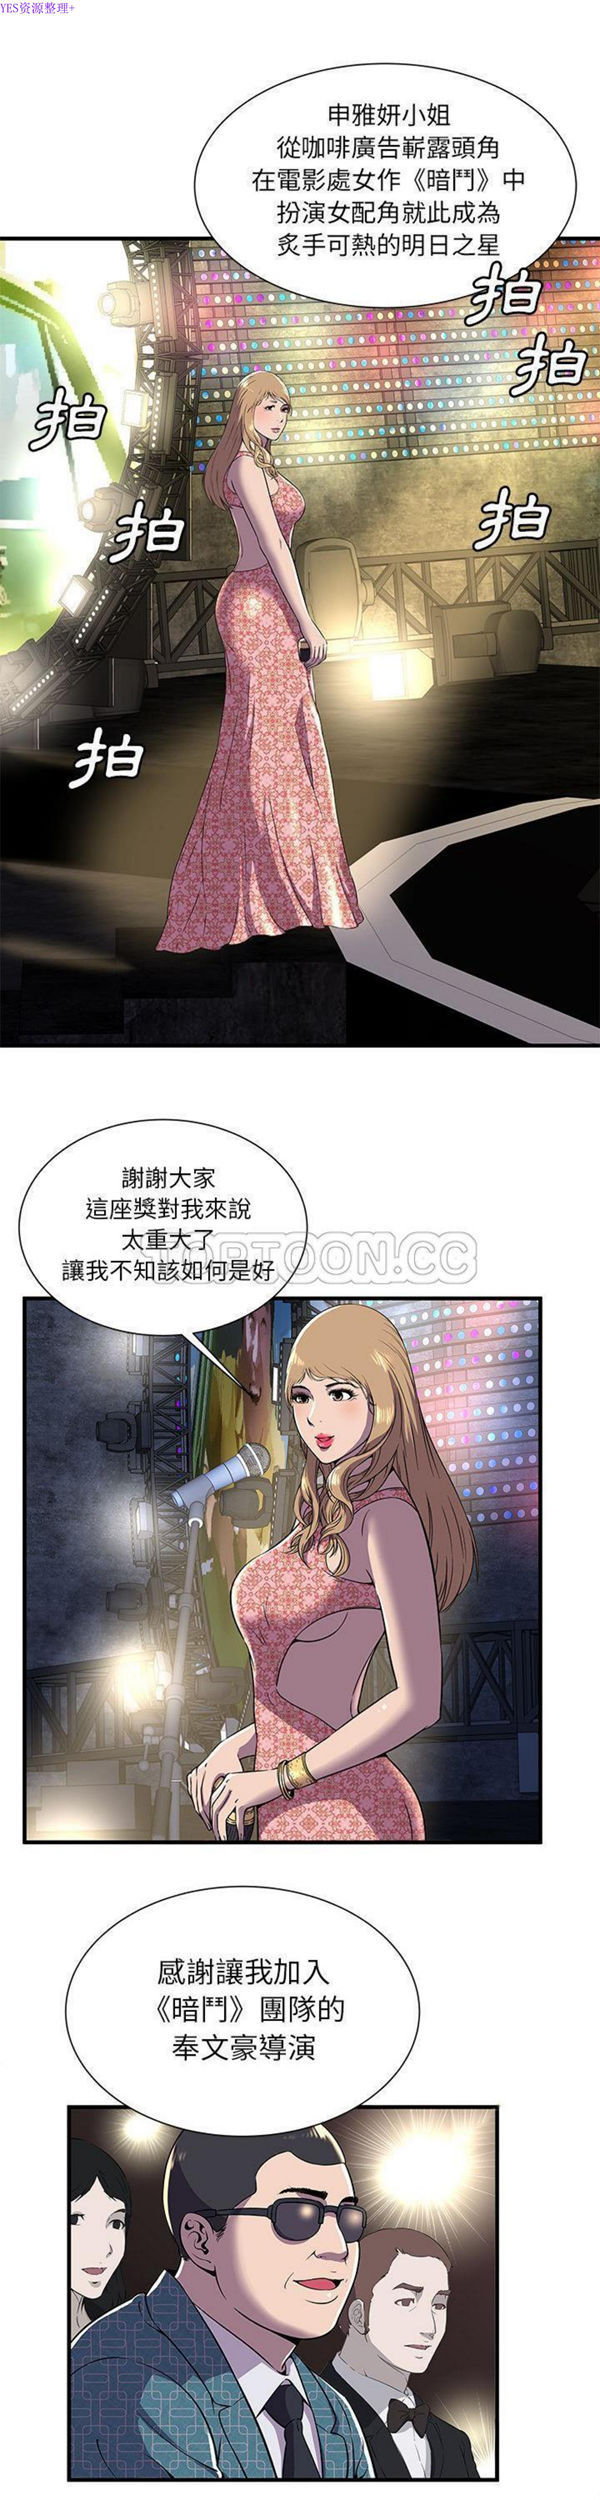 YES资源整理+
申雅妍小姐
從咖啡廣告嶄露頭角
在電影處女作《暗鬥》中
扮演女配角就此成為
炙手可熱的明日之星
拍
拍
拍
拍
拍
拍
謝謝大家
這座獎對我來說
太重大了
TOPTOON.CC
讓我不知該如何是好
感謝讓我加入
《暗鬥》團隊的
奉文豪導演